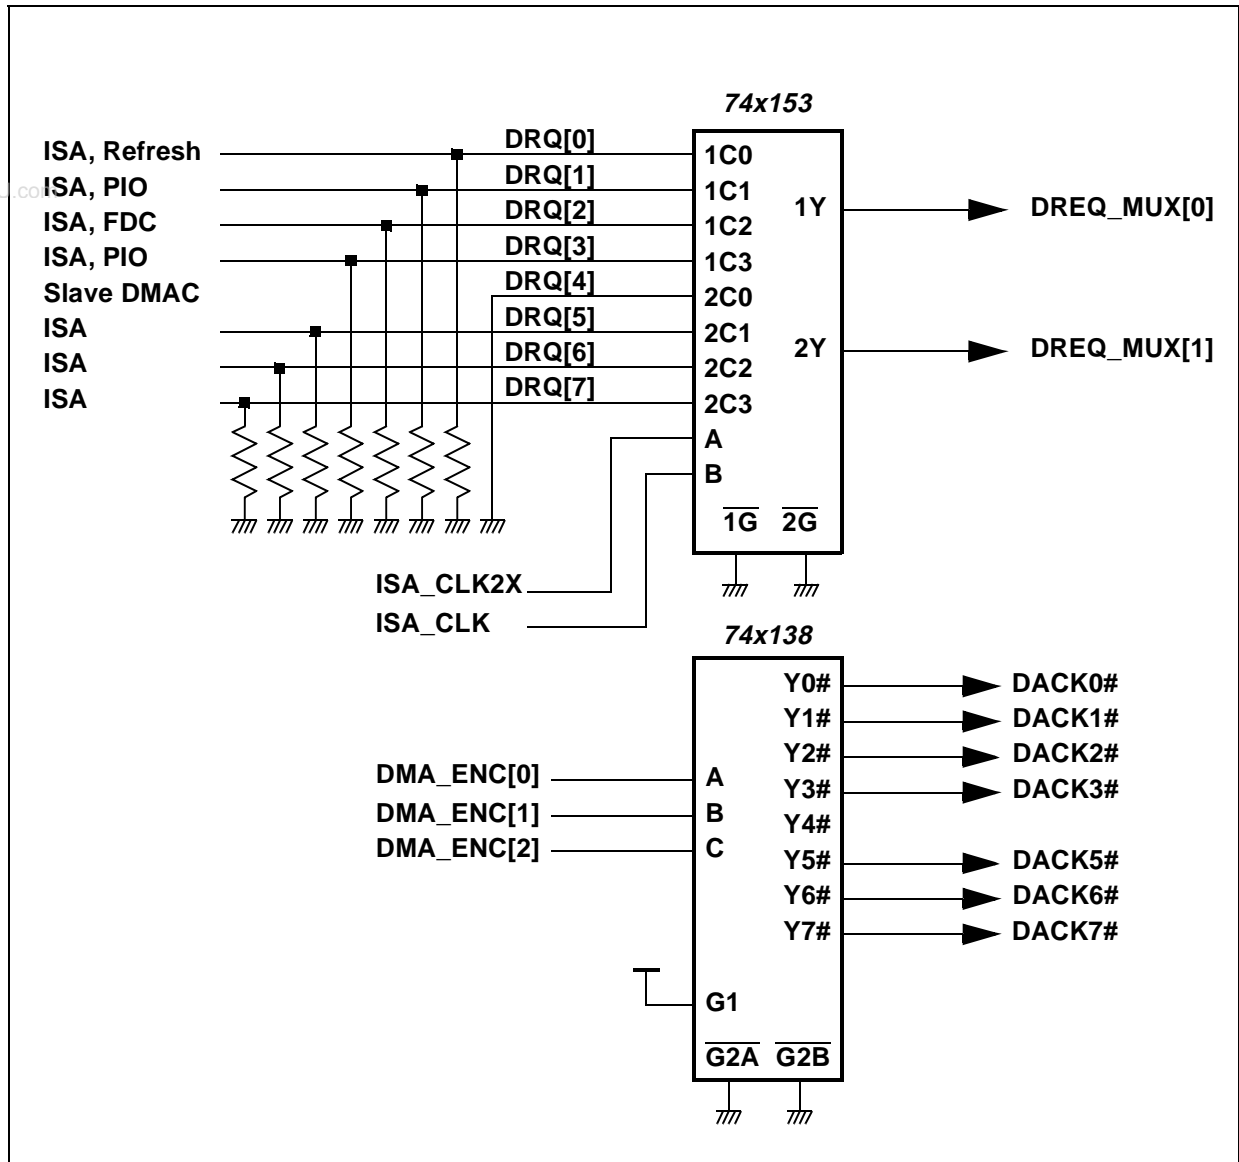 74x153
ISA, Refresh DRQ[0] 1C0
J.com
ISA, PIO DRQ[1] 1C1
1Y DREQ_MUX[0]
ISA, FDC DRQ[2] 1C2
ISA, PIO DRQ[3] 1C3
Slave DMAC DRQ[4] 2C0
ISA DRQ[5] 2C1
2Y DREQ_MUX[1]
ISA DRQ[6] 2C2
ISA DRQ[7] 2C3
A
B
1G 2G
ISA_CLK2X
ISA_CLK
74x138
Y0# DACK0#
Y1# DACK1#
Y2# DACK2#
DMA_ENC[0] A Y3# DACK3#
DMA_ENC[1] B Y4#
DMA_ENC[2] C Y5# DACK5#
Y6# DACK6#
Y7# DACK7#
G1
G2A G2B